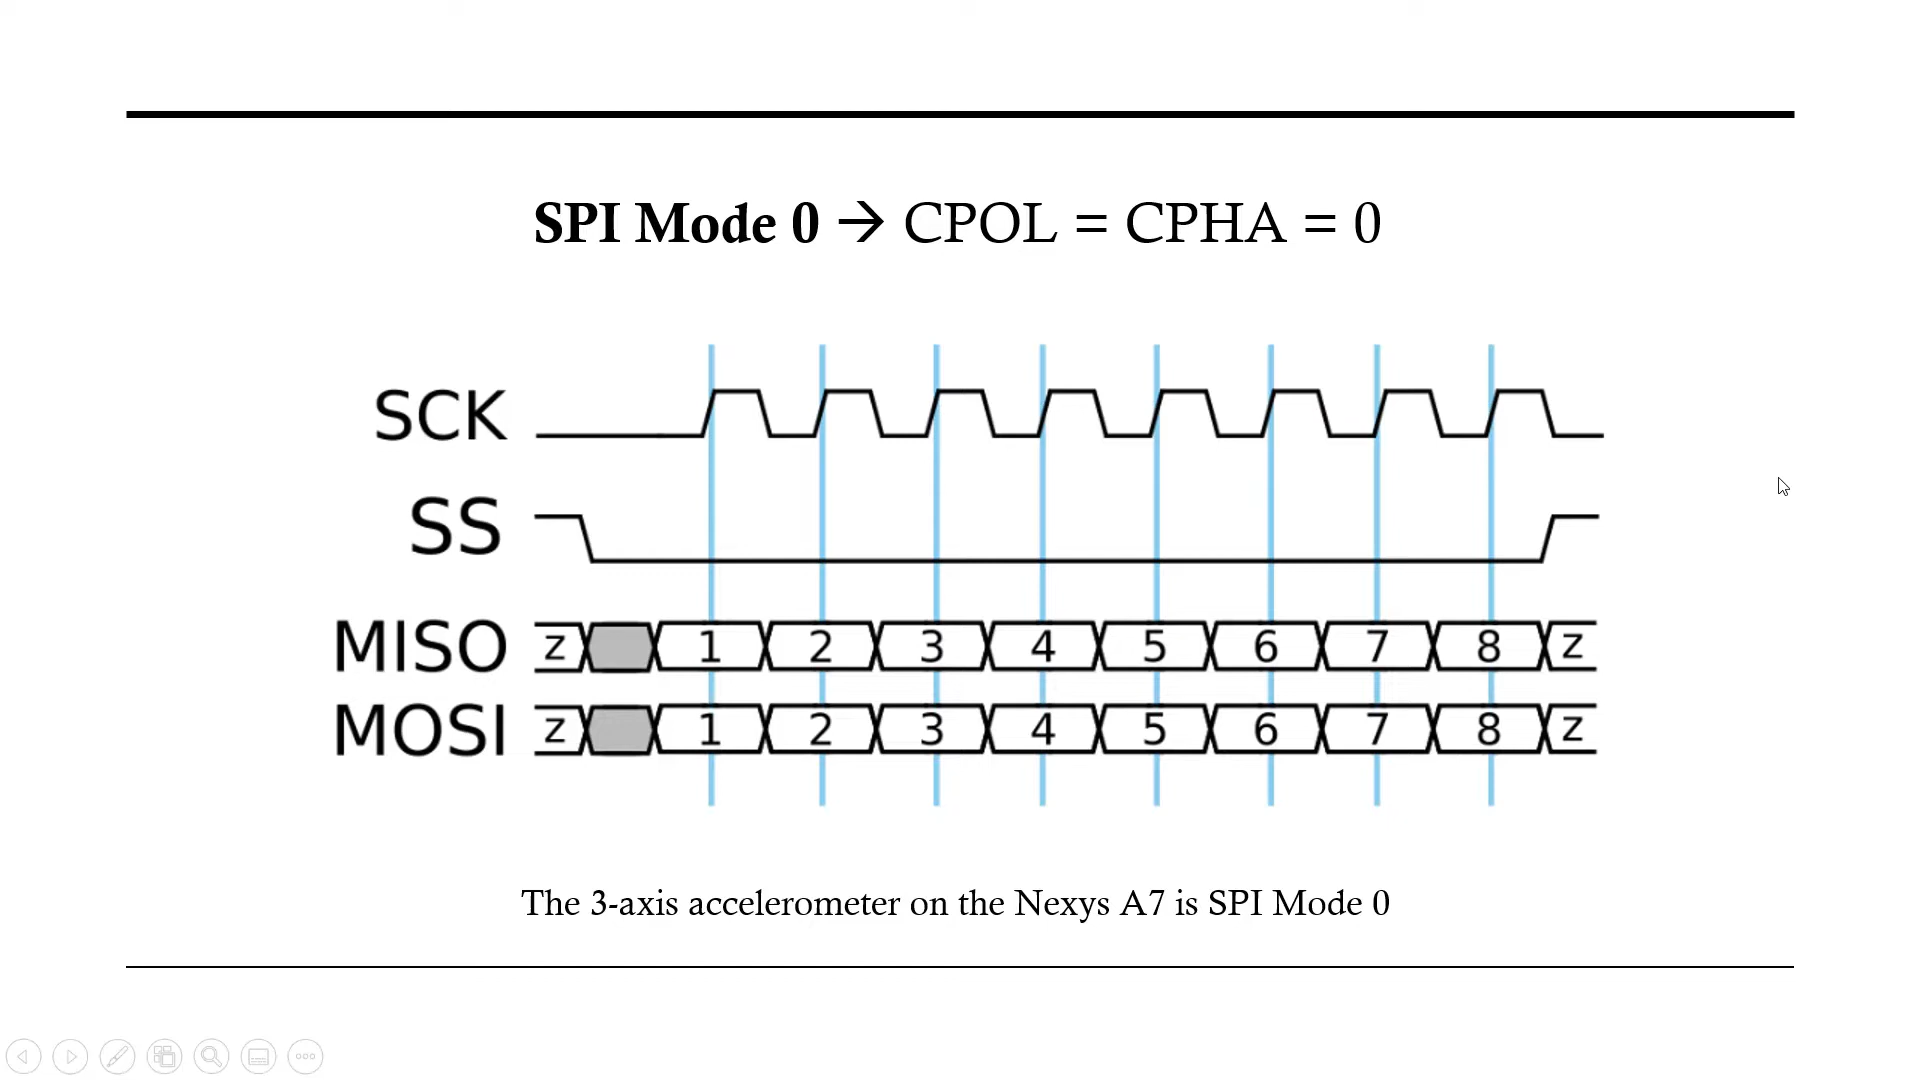 SPI Mode 0 → CPOL = CPHA = 0
SCK
SS
MISO z 1 2 3 4 5 6 7 8 z
MOSI z 1 2 3 4 5 6 7 8 z
The 3-axis accelerometer on the Nexys A7 is SPI Mode 0